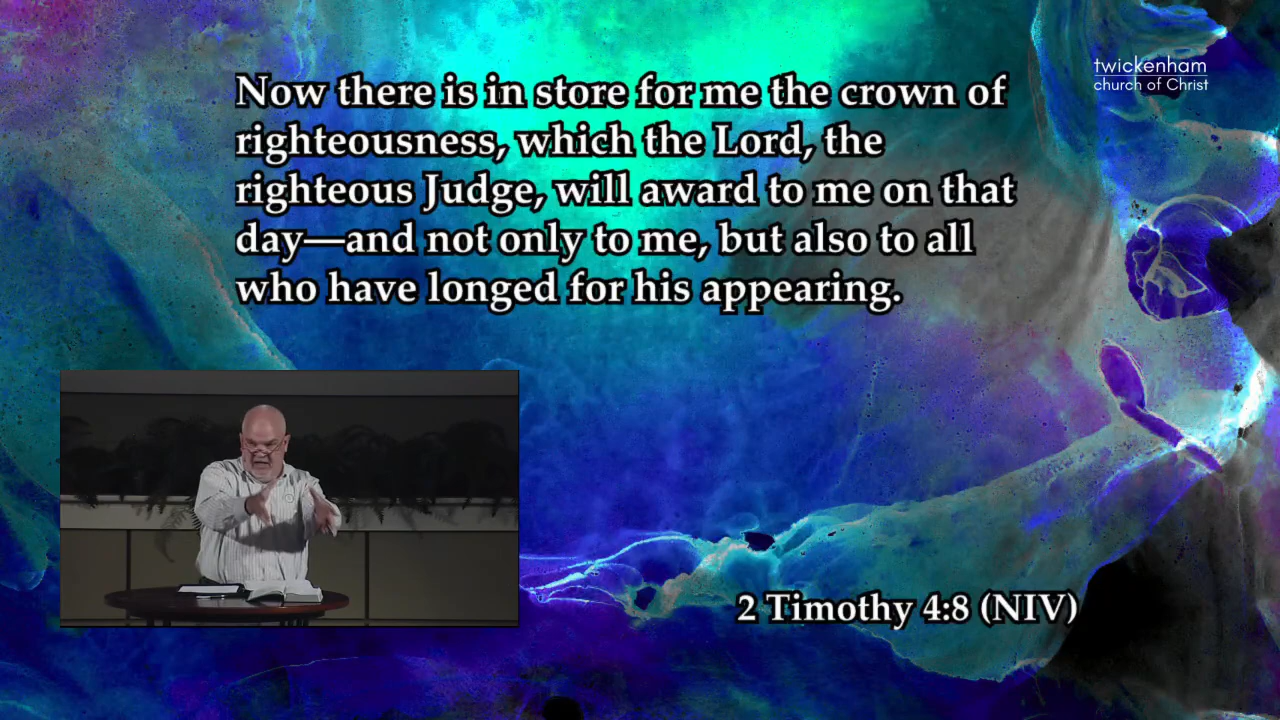 twickenham
church of Christ
Now there is in store for me the crown of
righteousness, which the Lord, the
righteous Judge, will award to me on that
day—and not only to me, but also to all
who have longed for his appearing.
2 Timothy 4:8 (NIV)